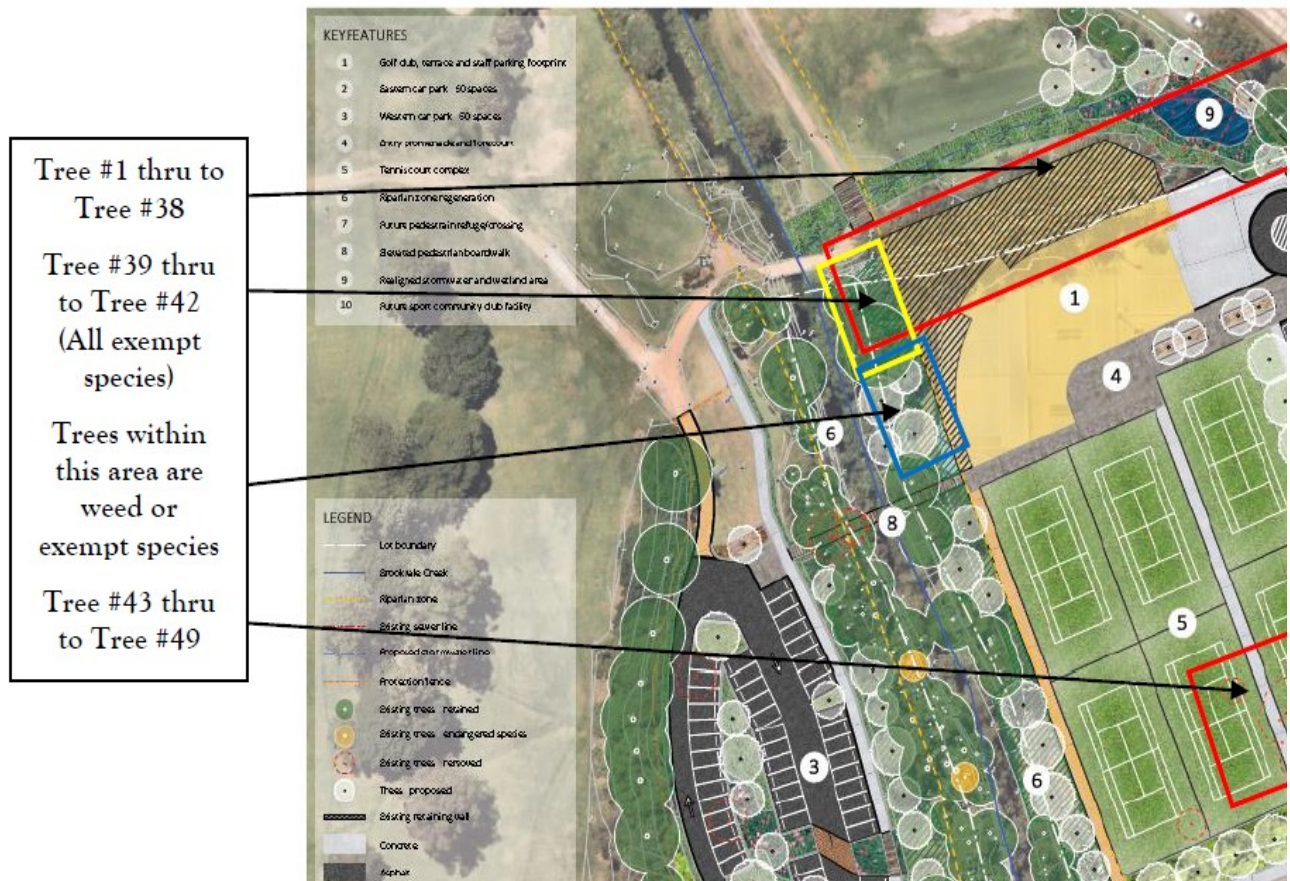 Tree #1 thru to
Tree #38
Tree #39 thru
to Tree #42
(All exempt
species)
Trees within
this area are
weed or
exempt species
Tree #43 thru
to Tree #49
KEYFEATURES
1 Golf club, terrace and staff parking footprint
2 Eastern car park 50 spaces
3 Western car park 60 spaces
4 Entry promenade and forecourt
5 Tennis court complex
6 Riparian zone regeneration
7 Future pedestrain refuge/crossing
8 Elevated pedestrian boardwalk
9 Realigned stormwater and wetland area
10 Future sport community club facility
LEGEND
Lot boundary
Brookvale Creek
Riparian zone
Existing sewer line
Proposed stormwater line
Protection fence
Existing trees retained
Existing trees endangered species
Existing trees removed
Trees proposed
Existing retaining wall
Concrete
Asphalt
9
1
4
6
8
5
3
6